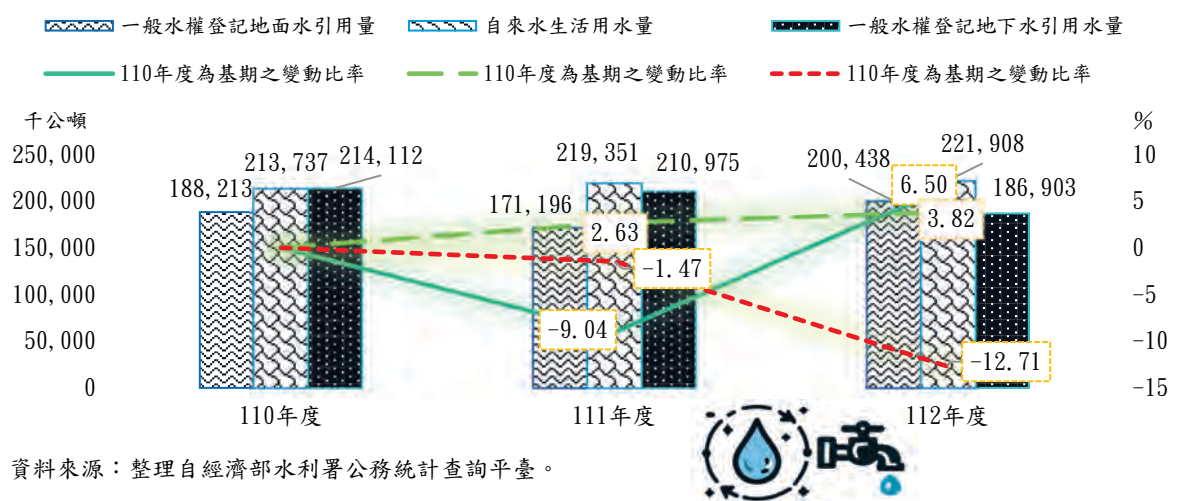 一般水權登記地面水引用量 自來水生活用水量 一般水權登記地下水引用水量
110年度為基期之變動比率 110年度為基期之變動比率 110年度為基期之變動比率
千公噸 %
250,000
200,000
150,000
100,000
50,000
0
188,213 213,737 214,112
171,196 219,351 210,975
200,438 221,908 186,903
2.63
-1.47
-9.04
6.50
3.82
-12.71
10
5
0
-5
-10
-15
110年度 111年度 112年度
資料來源：整理自經濟部水利署公務統計查詢平臺。